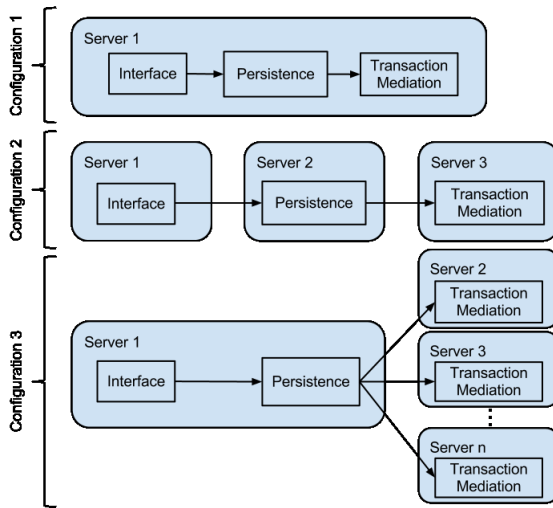 Configuration 1
Server 1
Interface
Persistence
Transaction
Mediation
Configuration 2
Server 1
Interface
Server 2
Persistence
Server 3
Transaction
Mediation
Configuration 3
Server 1
Interface
Persistence
Server 2
Transaction
Mediation
Server 3
Transaction
Mediation
Server n
Transaction
Mediation